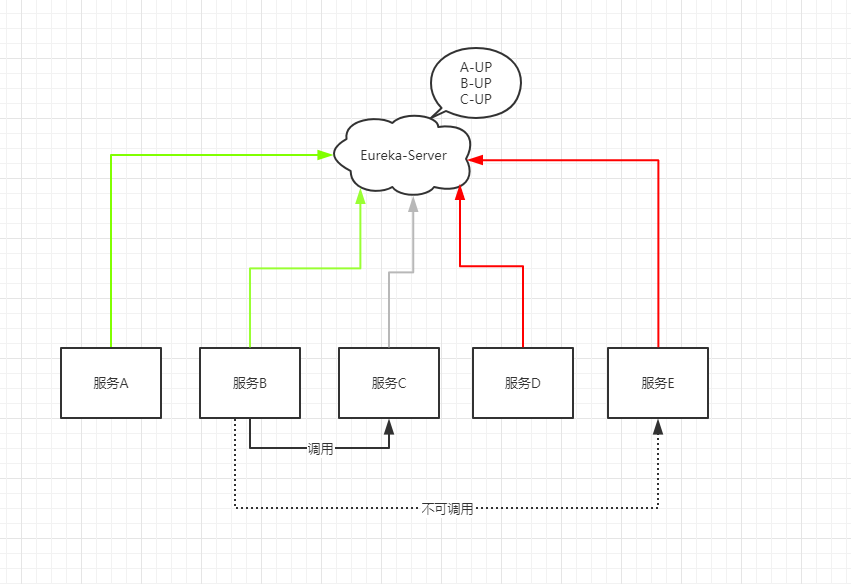 A-UP
B-UP
C-UP
Eureka-Server
服务A
服务B
服务C
服务D
服务E
调用
不可调用